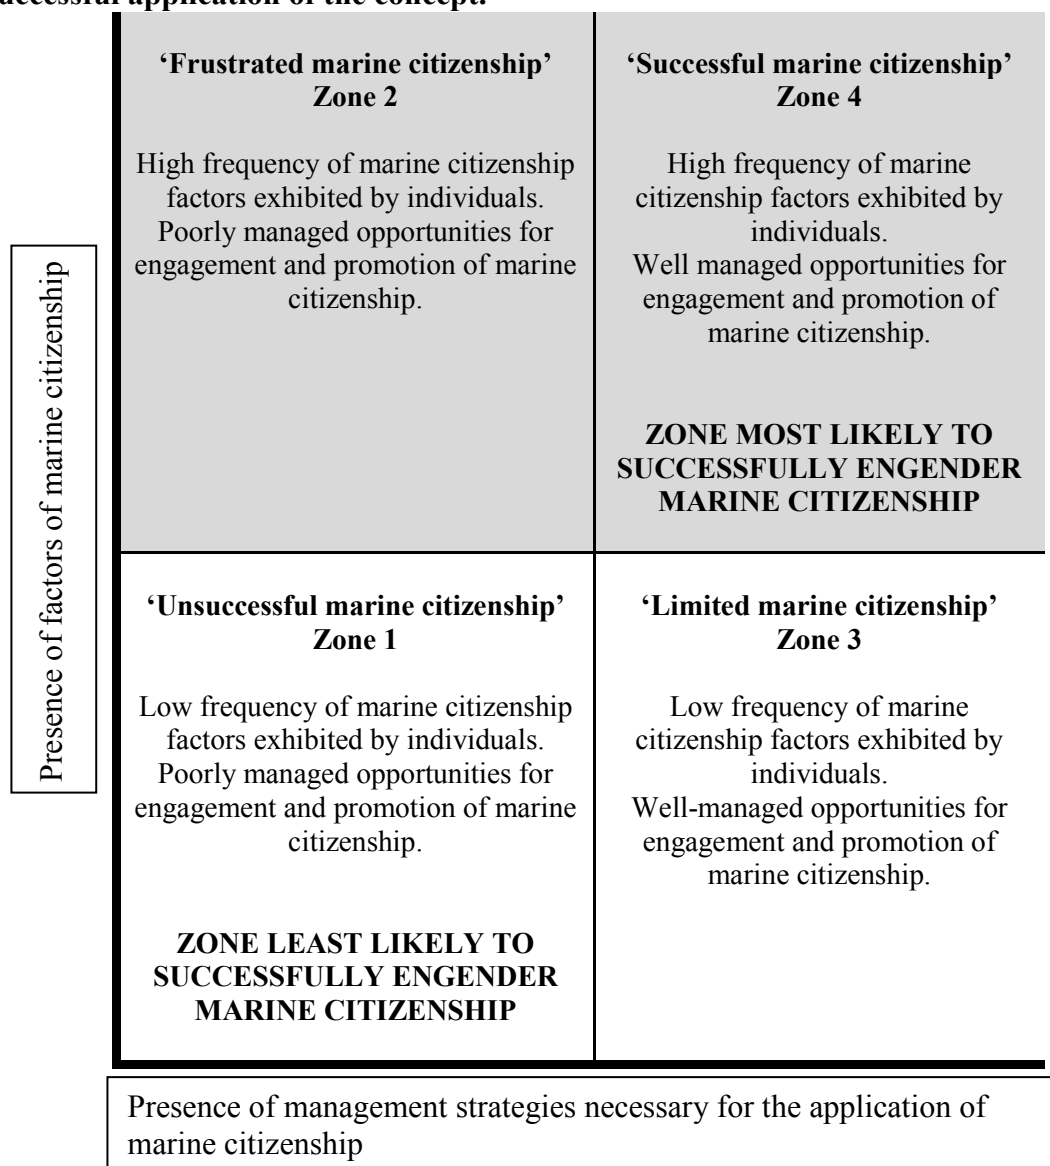 uccessful application of the concept.
‘Frustrated marine citizenship’
Zone 2
High frequency of marine citizenship
factors exhibited by individuals.
Poorly managed opportunities for
engagement and promotion of marine
citizenship.
‘Successful marine citizenship’
Zone 4
High frequency of marine
citizenship factors exhibited by
individuals.
Well managed opportunities for
engagement and promotion of
marine citizenship.
ZONE MOST LIKELY TO
SUCCESSFULLY ENGENDER
MARINE CITIZENSHIP
Presence of factors of marine citizenship
‘Unsuccessful marine citizenship’
Zone 1
Low frequency of marine citizenship
factors exhibited by individuals.
Poorly managed opportunities for
engagement and promotion of marine
citizenship.
ZONE LEAST LIKELY TO
SUCCESSFULLY ENGENDER
MARINE CITIZENSHIP
‘Limited marine citizenship’
Zone 3
Low frequency of marine
citizenship factors exhibited by
individuals.
Well-managed opportunities for
engagement and promotion of
marine citizenship.
Presence of management strategies necessary for the application of
marine citizenship